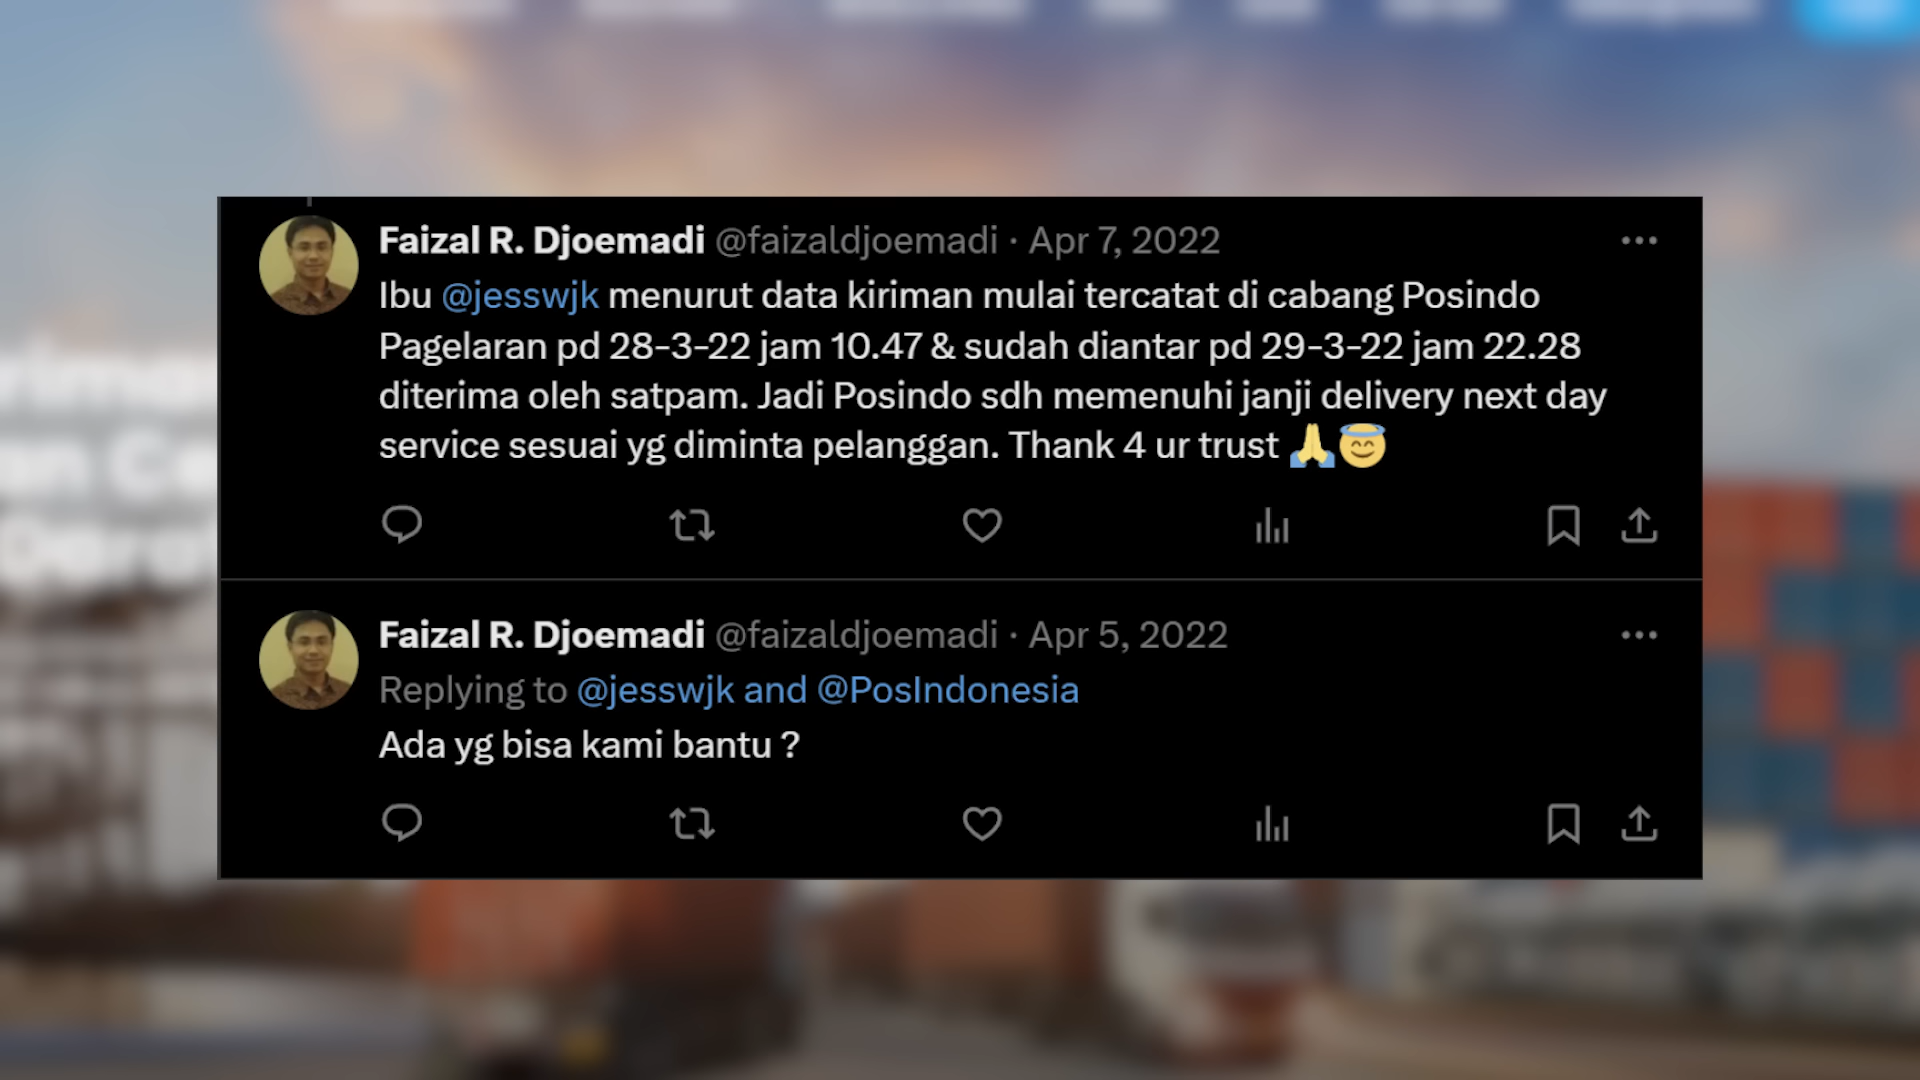 Faizal R. Djoemadi @faizaldjoemadi · Apr 7, 2022
Ibu @jesswjk menurut data kiriman mulai tercatat di cabang Posindo
Pagelaran pd 28-3-22 jam 10.47 & sudah diantar pd 29-3-22 jam 22.28
diterima oleh satpam. Jadi Posindo sdh memenuhi janji delivery next day
service sesuai yg diminta pelanggan. Thank 4 ur trust 🙏😇
Faizal R. Djoemadi @faizaldjoemadi · Apr 5, 2022
Replying to @jesswjk and @PosIndonesia
Ada yg bisa kami bantu ?